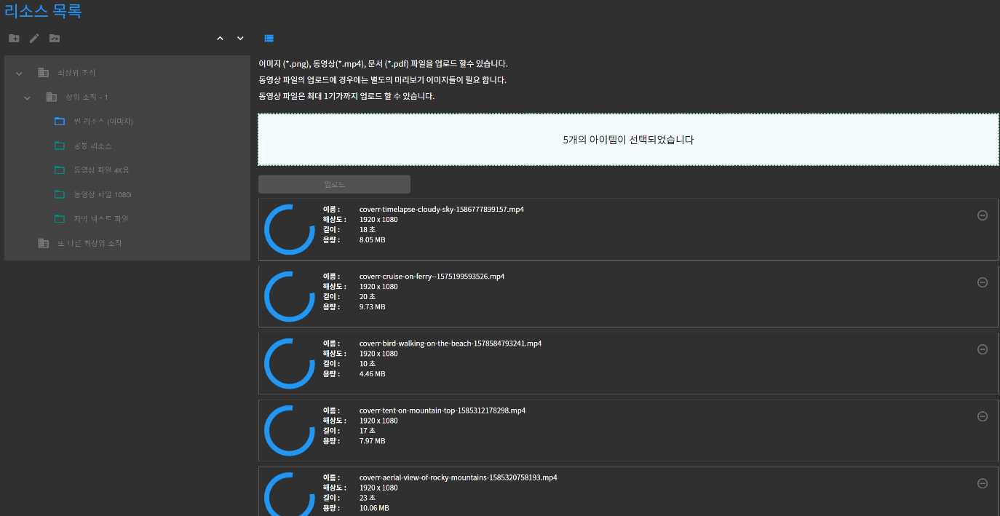 리소스 목록
최상위 조직
상위 소직 - 1
씬 리소스 (이미지)
공통 리소스
동영상 파일 4K용
동영상 파일 1080i
자막 텍스트 파일
또 다른 최상위 조직
이미지 (*.png), 동영상(*.mp4), 문서 (*.pdf) 파일을 업로드 할수 있습니다.
동영상 파일의 업로드에 경우에는 별도의 미리보기 이미지들이 필요 합니다.
동영상 파일은 최대 1기가까지 업로드 할 수 있습니다.
5개의 아이템이 선택되었습니다
업로드
이름 : coverr-timelapse-cloudy-sky-1586777899157.mp4
해상도 : 1920 x 1080
길이 : 18 초
용량 : 8.05 MB
이름 : coverr-cruise-on-ferry--1575199593526.mp4
해상도 : 1920 x 1080
길이 : 20 초
용량 : 9.73 MB
이름 : coverr-bird-walking-on-the-beach-1578584793241.mp4
해상도 : 1920 x 1080
길이 : 10 초
용량 : 4.46 MB
이름 : coverr-tent-on-mountain-top-1585312178298.mp4
해상도 : 1920 x 1080
길이 : 17 초
용량 : 7.97 MB
이름 : coverr-aerial-view-of-rocky-mountains-1585320758193.mp4
해상도 : 1920 x 1080
길이 : 23 초
용량 : 10.06 MB